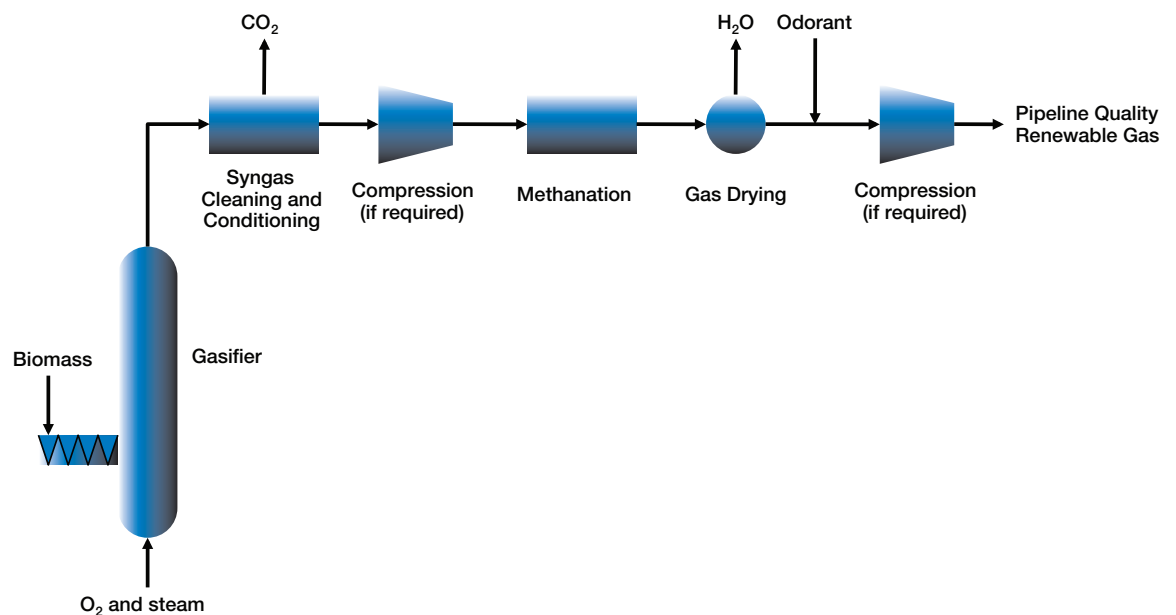 CO₂
H₂O
Odorant
Pipeline Quality
Renewable Gas
Syngas
Cleaning and
Conditioning
Compression
(if required)
Methanation
Gas Drying
Compression
(if required)
Biomass
Gasifier
O₂ and steam